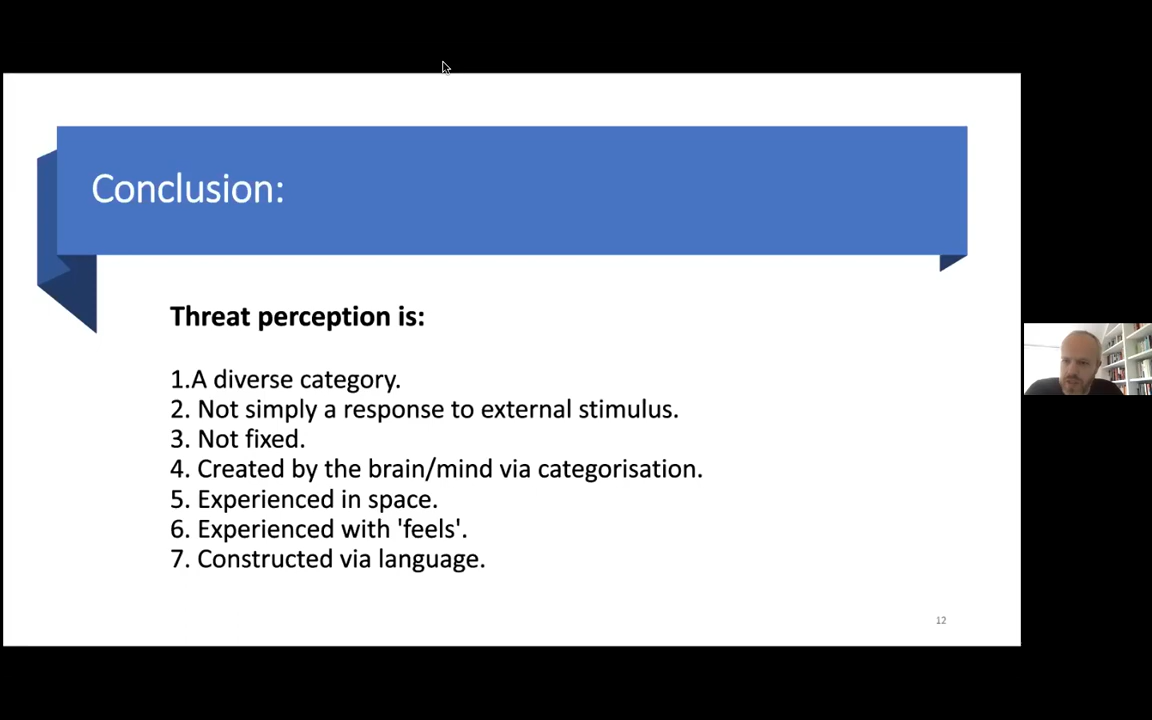 Conclusion:
Threat perception is:
1.A diverse category.
2. Not simply a response to external stimulus.
3. Not fixed.
4. Created by the brain/mind via categorisation.
5. Experienced in space.
6. Experienced with 'feels'.
7. Constructed via language.
12